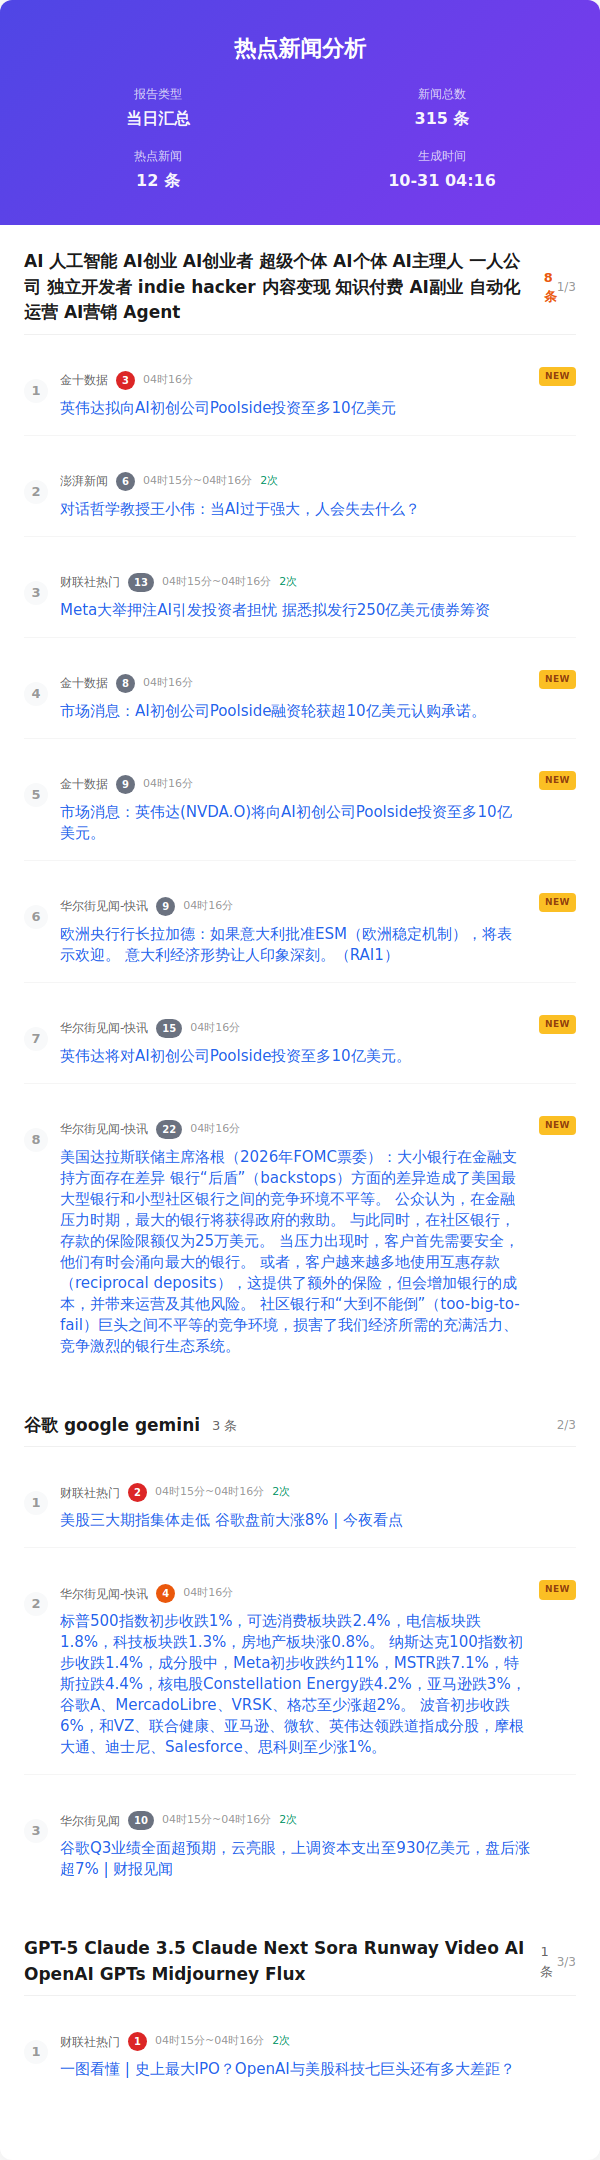 热点新闻分析
报告类型
当日汇总
新闻总数
315 条
热点新闻
12 条
生成时间
10-31 04:16
AI 人工智能 AI创业 AI创业者 超级个体 AI个体 AI主理人 一人公
司 独立开发者 indie hacker 内容变现 知识付费 AI副业 自动化
运营 AI营销 Agent
8
条
1/3
1
金十数据 3 04时16分
NEW
英伟达拟向AI初创公司Poolside投资至多10亿美元
2
澎湃新闻 6 04时15分~04时16分 2次
对话哲学教授王小伟：当AI过于强大，人会失去什么？
3
财联社热门 13 04时15分~04时16分 2次
Meta大举押注AI引发投资者担忧 据悉拟发行250亿美元债券筹资
4
金十数据 8 04时16分
NEW
市场消息：AI初创公司Poolside融资轮获超10亿美元认购承诺。
5
金十数据 9 04时16分
NEW
市场消息：英伟达(NVDA.O)将向AI初创公司Poolside投资至多10亿
美元。
6
华尔街见闻-快讯 9 04时16分
NEW
欧洲央行行长拉加德：如果意大利批准ESM（欧洲稳定机制），将表
示欢迎。 意大利经济形势让人印象深刻。（RAI1）
7
华尔街见闻-快讯 15 04时16分
NEW
英伟达将对AI初创公司Poolside投资至多10亿美元。
8
华尔街见闻-快讯 22 04时16分
NEW
美国达拉斯联储主席洛根（2026年FOMC票委）：大小银行在金融支
持方面存在差异 银行“后盾”（backstops）方面的差异造成了美国最
大型银行和小型社区银行之间的竞争环境不平等。 公众认为，在金融
压力时期，最大的银行将获得政府的救助。 与此同时，在社区银行，
存款的保险限额仅为25万美元。 当压力出现时，客户首先需要安全，
他们有时会涌向最大的银行。 或者，客户越来越多地使用互惠存款
（reciprocal deposits），这提供了额外的保险，但会增加银行的成
本，并带来运营及其他风险。 社区银行和“大到不能倒”（too-big-to-
fail）巨头之间不平等的竞争环境，损害了我们经济所需的充满活力、
竞争激烈的银行生态系统。
谷歌 google gemini 3 条
2/3
1
财联社热门 2 04时15分~04时16分 2次
美股三大期指集体走低 谷歌盘前大涨8% | 今夜看点
2
华尔街见闻-快讯 4 04时16分
NEW
标普500指数初步收跌1%，可选消费板块跌2.4%，电信板块跌
1.8%，科技板块跌1.3%，房地产板块涨0.8%。 纳斯达克100指数初
步收跌1.4%，成分股中，Meta初步收跌约11%，MSTR跌7.1%，特
斯拉跌4.4%，核电股Constellation Energy跌4.2%，亚马逊跌3%，
谷歌A、MercadoLibre、VRSK、格芯至少涨超2%。 波音初步收跌
6%，和VZ、联合健康、亚马逊、微软、英伟达领跌道指成分股，摩根
大通、迪士尼、Salesforce、思科则至少涨1%。
3
华尔街见闻 10 04时15分~04时16分 2次
谷歌Q3业绩全面超预期，云亮眼，上调资本支出至930亿美元，盘后涨
超7% | 财报见闻
GPT-5 Claude 3.5 Claude Next Sora Runway Video AI
OpenAI GPTs Midjourney Flux
1
条
3/3
1
财联社热门 1 04时15分~04时16分 2次
一图看懂 | 史上最大IPO？OpenAI与美股科技七巨头还有多大差距？